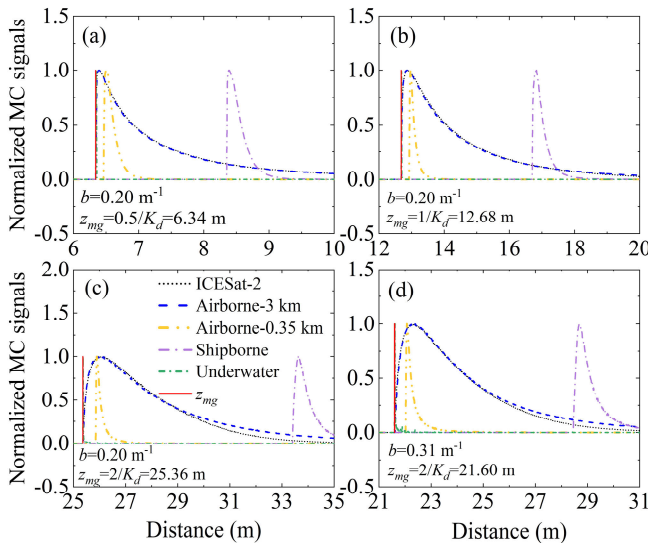 (a)
(b)
Normalized MC signals
1.5
1.0
0.5
0.0
-0.5
b=0.20 m-1
zmg=0.5/Kd=6.34 m
6 7 8 9 10
1.5
1.0
0.5
0.0
-0.5
b=0.20 m-1
zmg=1/Kd=12.68 m
12 14 16 18 20
(c)
Normalized MC signals
2.0
1.5
1.0
0.5
0.0
-0.5
ICESat-2
Airborne-3 km
Airborne-0.35 km
Shipborne
Underwater
zmg
b=0.20 m-1
zmg=2/Kd=25.36 m
25 27 29 31 33 35
Distance (m)
(d)
1.5
1.0
0.5
0.0
-0.5
b=0.31 m-1
zmg=2/Kd=21.60 m
21 23 25 27 29 31
Distance (m)